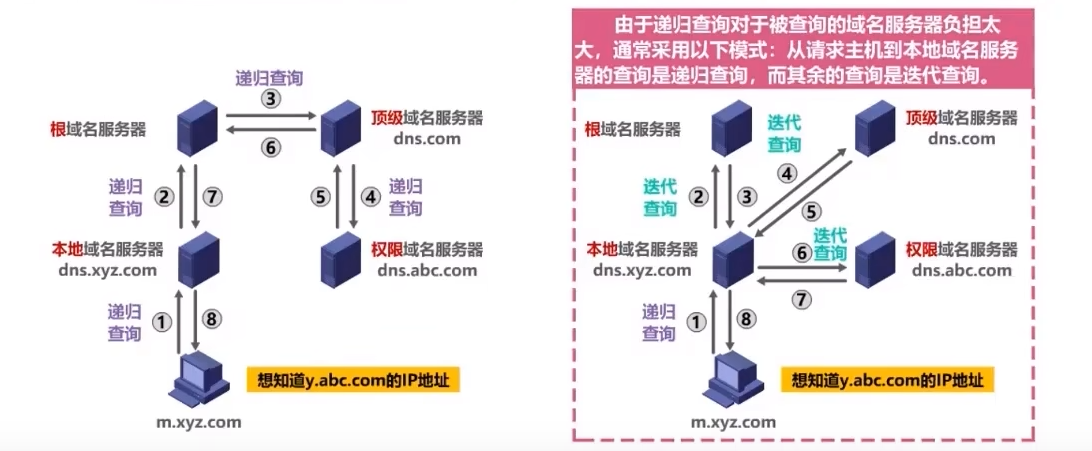 递归查询
③
根域名服务器
顶级域名服务器
dns.com
⑥
递归
查询
②
⑦
⑤
④
递归
查询
本地域名服务器
dns.xyz.com
权限域名服务器
dns.abc.com
递归
查询
①
⑧
想知道y.abc.com的IP地址
m.xyz.com
由于递归查询对于被查询的域名服务器负担太
大，通常采用以下模式：从请求主机到本地域名服务
器的查询是递归查询，而其余的查询是迭代查询。
根域名服务器
迭代
查询
顶级域名服务器
dns.com
迭代
查询
②
③
④
⑤
本地域名服务器
dns.xyz.com
迭代
查询
⑥
⑦
权限域名服务器
dns.abc.com
递归
查询
①
⑧
想知道y.abc.com的IP地址
m.xyz.com